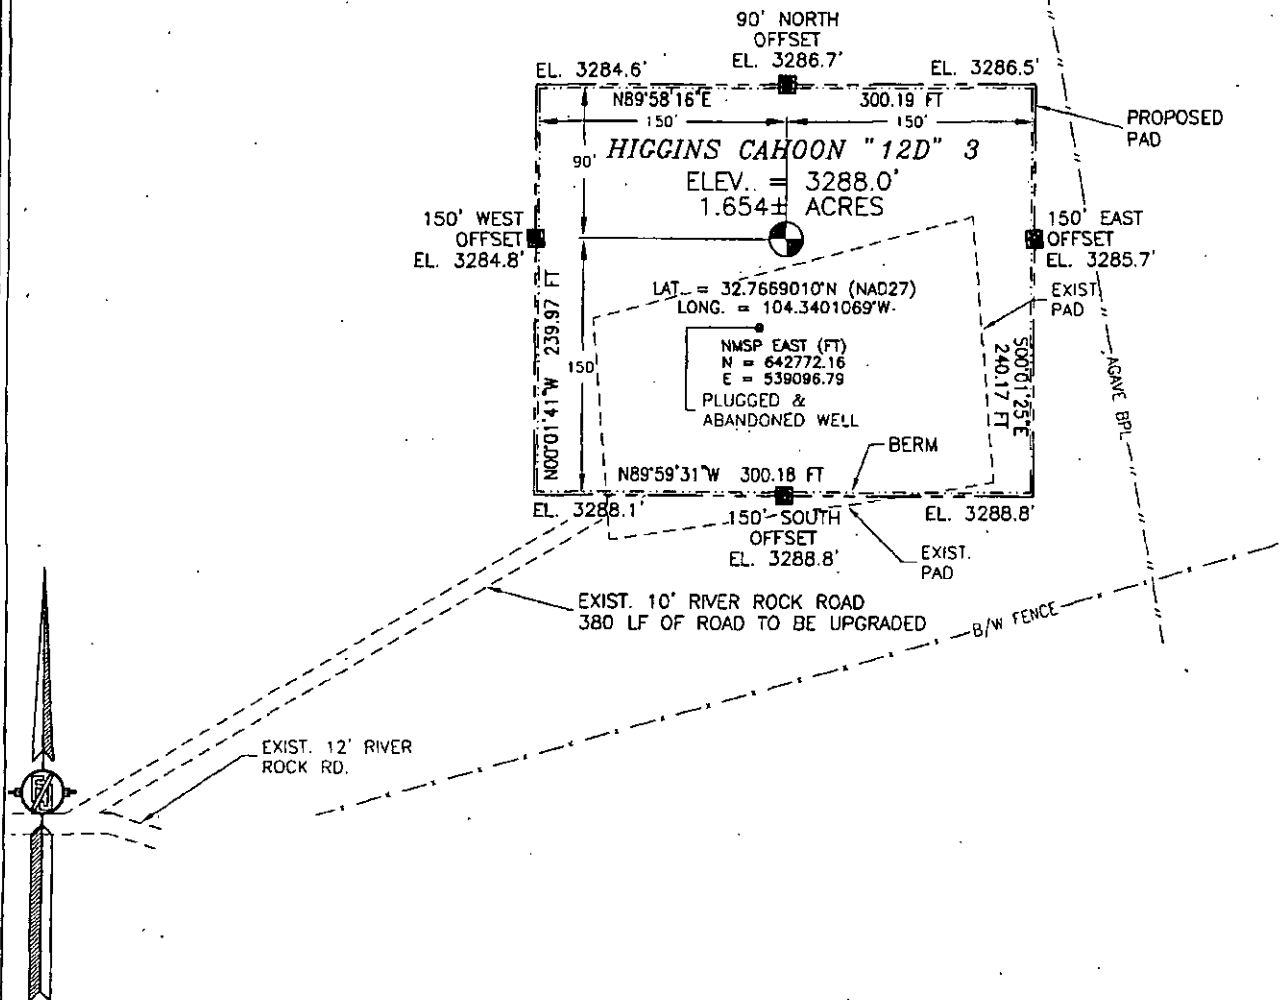 90' NORTH
OFFSET
EL. 3286.7'
EL. 3284.6'
EL. 3286.5'
N89°58'16"E
300.19 FT
150'
150'
PROPOSED
PAD
90'
HIGGINS CAHOON "12D" 3
ELEV. = 3288.0'
1.654± ACRES
150' WEST
OFFSET
EL. 3284.8'
150' EAST
OFFSET
EL. 3285.7'
LAT. = 32.7669010°N (NAD27)
LONG. = 104.3401069°W
EXIST.
PAD
NMSP EAST (FT)
N = 642772.16
E = 539096.79
PLUGGED &
ABANDONED WELL
150'
N00°01'41"W 239.97 FT
S00°01'25"E
240.17 FT
AGAVE BPL
BERM
N89°59'31"W 300.18 FT
EL. 3288.1'
150' SOUTH
OFFSET
EL. 3288.8'
EL. 3288.8'
EXIST.
PAD
EXIST. 10' RIVER ROCK ROAD
380 LF OF ROAD TO BE UPGRADED
B/W FENCE
EXIST. 12' RIVER
ROCK RD.